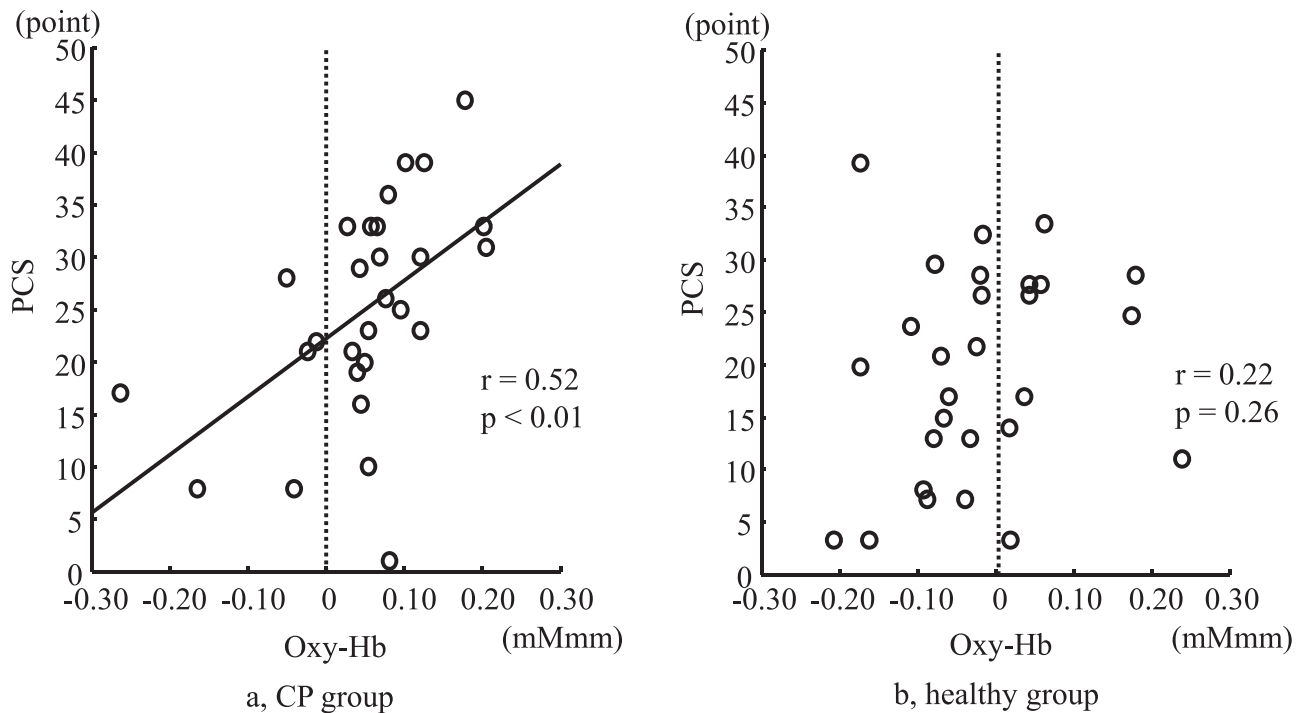 (point)
50
45
40
35
30
25
20
15
10
5
0
PCS
r = 0.52
p < 0.01
-0.30 -0.20 -0.10 0 0.10 0.20 0.30
Oxy-Hb (mMmm)
a, CP group
(point)
50
45
40
35
30
25
20
15
10
5
0
PCS
r = 0.22
p = 0.26
-0.30 -0.20 -0.10 0 0.10 0.20 0.30
Oxy-Hb (mMmm)
b, healthy group